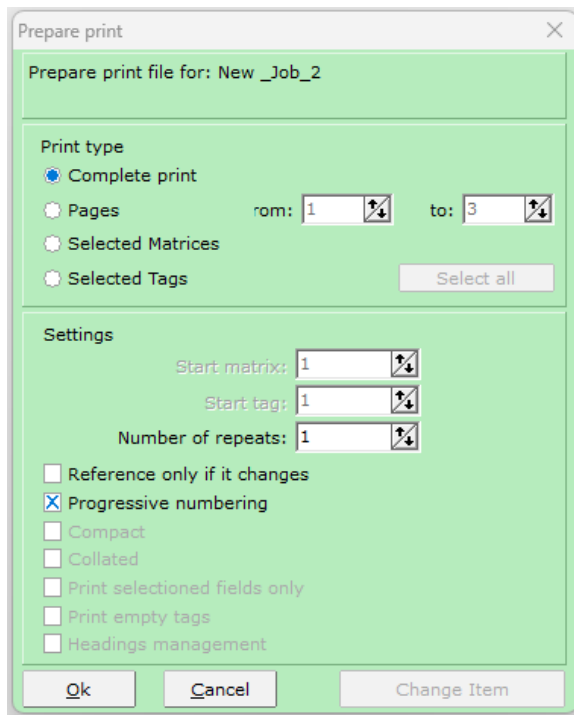 Prepare print
Prepare print file for: New _Job_2
Print type
Complete print
Pages rom: 1 to: 3
Selected Matrices
Selected Tags Select all
Settings
Start matrix: 1
Start tag: 1
Number of repeats: 1
Reference only if it changes
Progressive numbering
Compact
Collated
Print selectioned fields only
Print empty tags
Headings management
Ok Cancel Change Item